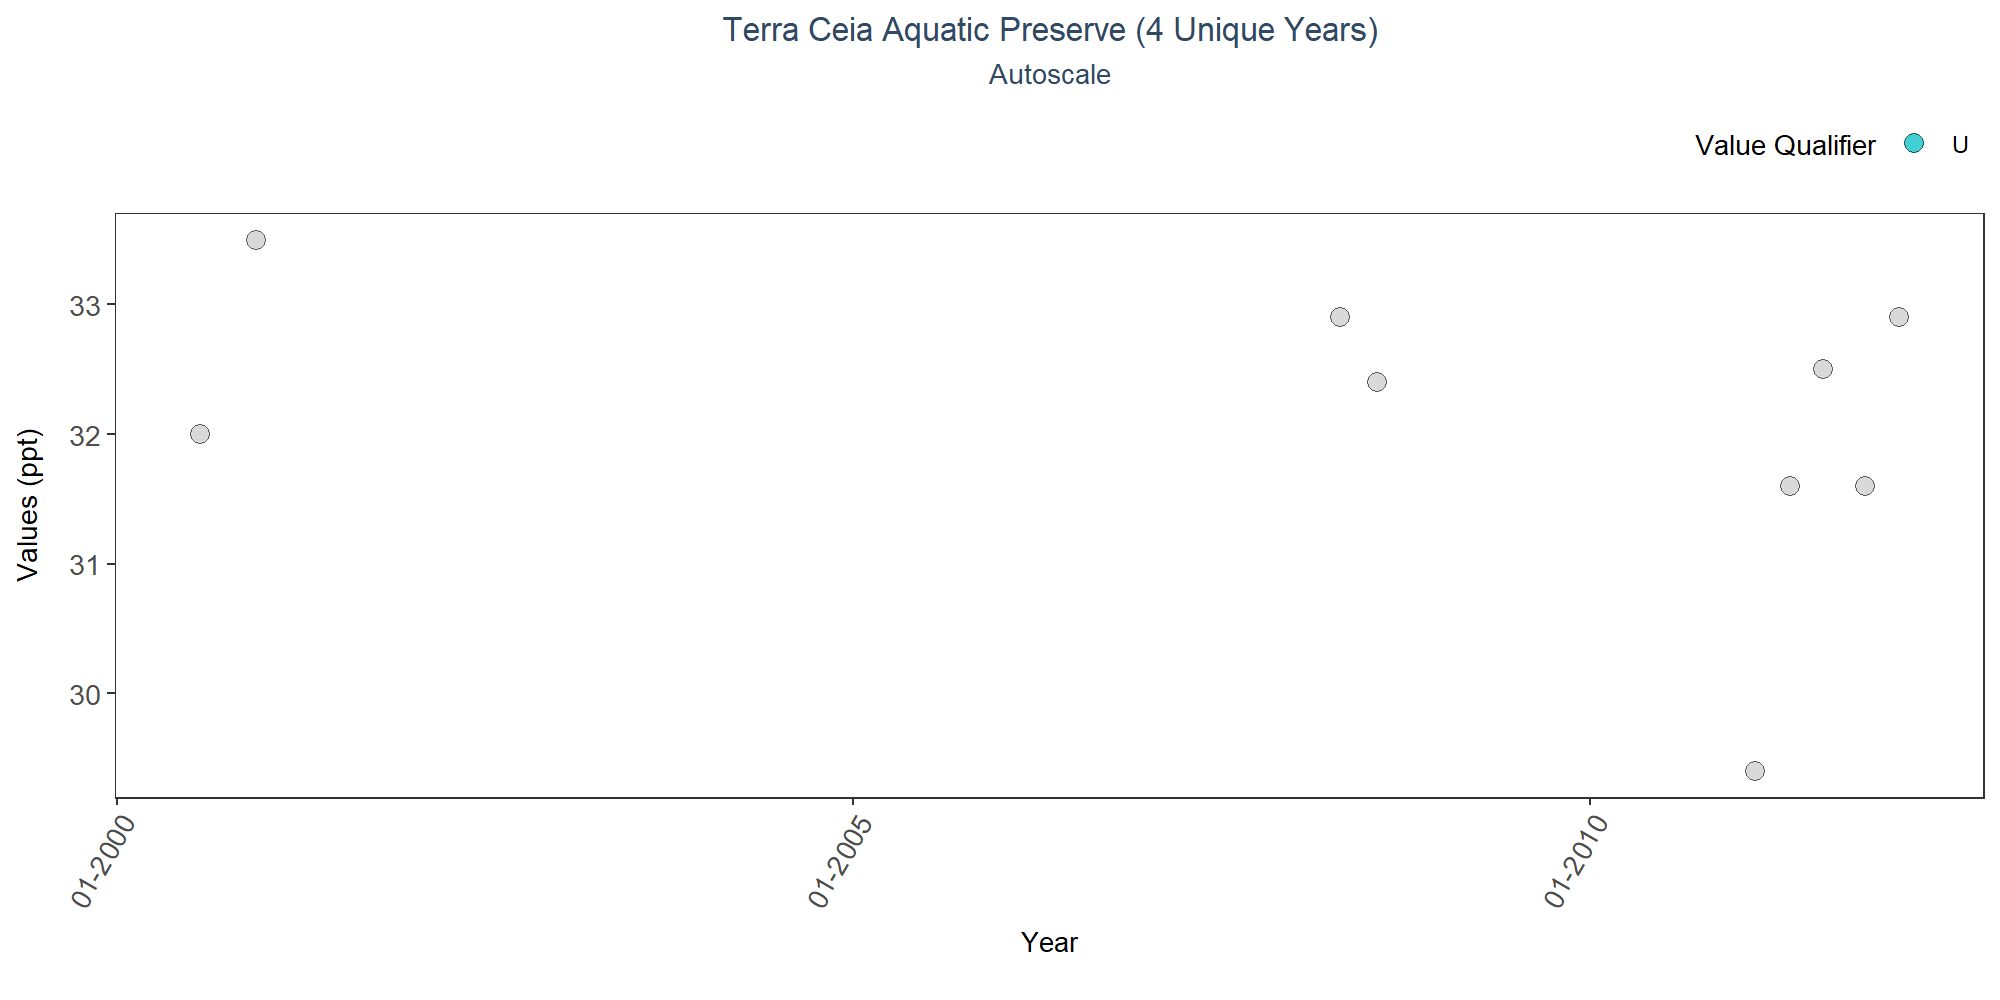 Terra Ceia Aquatic Preserve (4 Unique Years)
Autoscale
Value Qualifier U
Values (ppt)
33
32
31
30
01-2000
01-2005
01-2010
Year